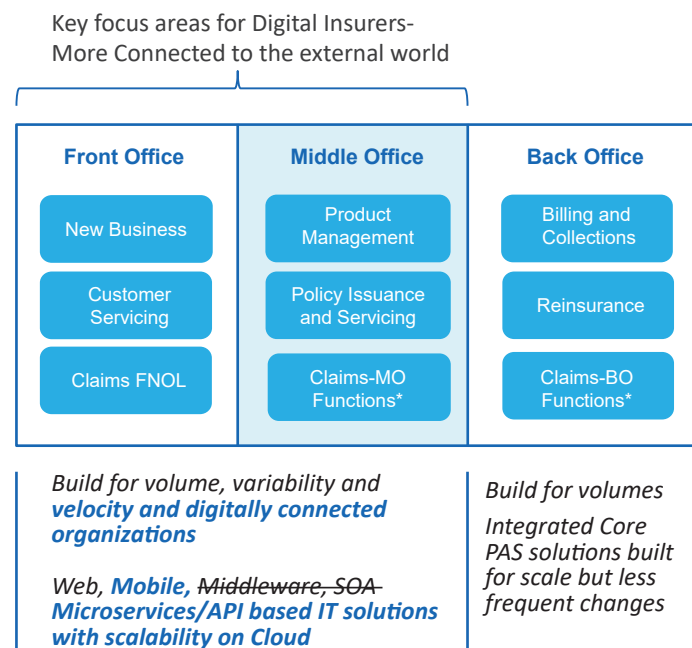 Key focus areas for Digital Insurers-
More Connected to the external world
Front Office
New Business
Customer
Servicing
Claims FNOL
Middle Office
Product
Management
Policy Issuance
and Servicing
Claims-MO
Functions*
Back Office
Billing and
Collections
Reinsurance
Claims-BO
Functions*
Build for volume, variability and
velocity and digitally connected
organizations
Web, Mobile, Middleware, SOA
Microservices/API based IT solutions
with scalability on Cloud
Build for volumes
Integrated Core
PAS solutions built
for scale but less
frequent changes